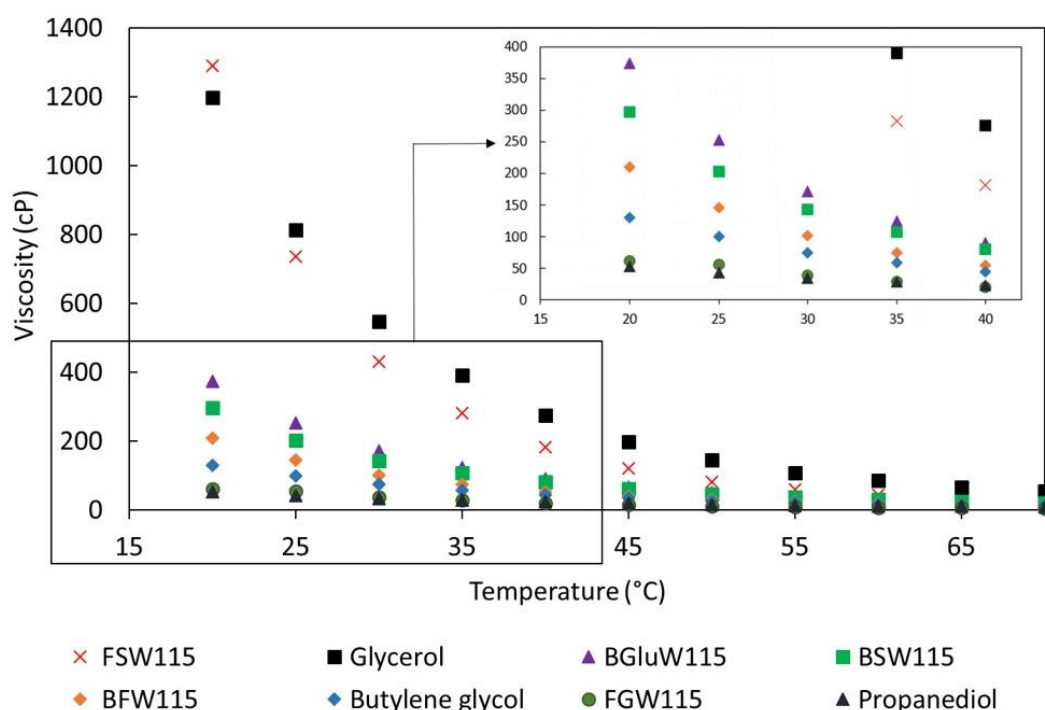 1400
1200
1000
800
600
400
200
0
Viscosity (cP)
400
350
300
250
200
150
100
50
0
15 20 25 30 35 40
15 25 35 45 55 65
Temperature (°C)
FSW115 Glycerol BGluW115 BSW115
BFW115 Butylene glycol FGW115 Propanediol